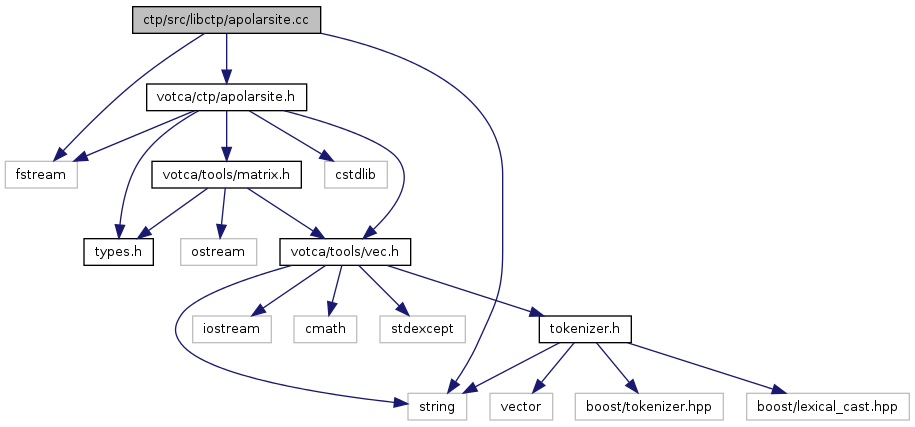 ctp/src/libctp/apolarsite.cc
votca/ctp/apolarsite.h
fstream
votca/tools/matrix.h
cstdlib
types.h
ostream
votca/tools/vec.h
iostream
cmath
stdexcept
tokenizer.h
string
vector
boost/tokenizer.hpp
boost/lexical_cast.hpp